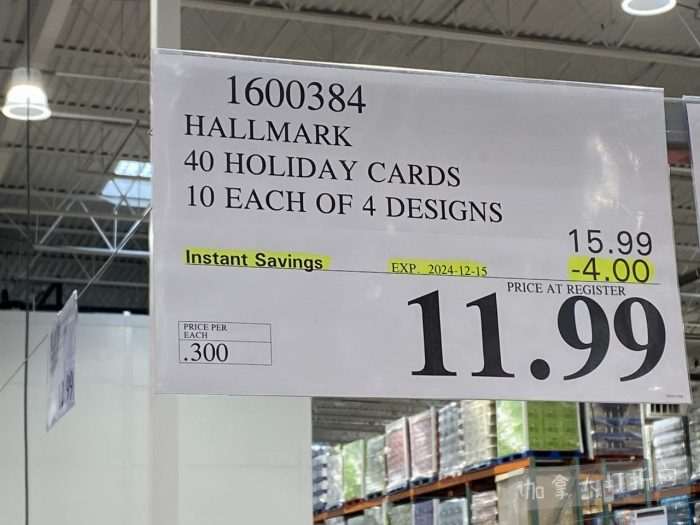 1600384
HALLMARK
40 HOLIDAY CARDS
10 EACH OF 4 DESIGNS
15.99
Instant Savings EXP. 2024-12-15 -4.00
PRICE AT REGISTER
11.99
PRICE PER
EACH
.300